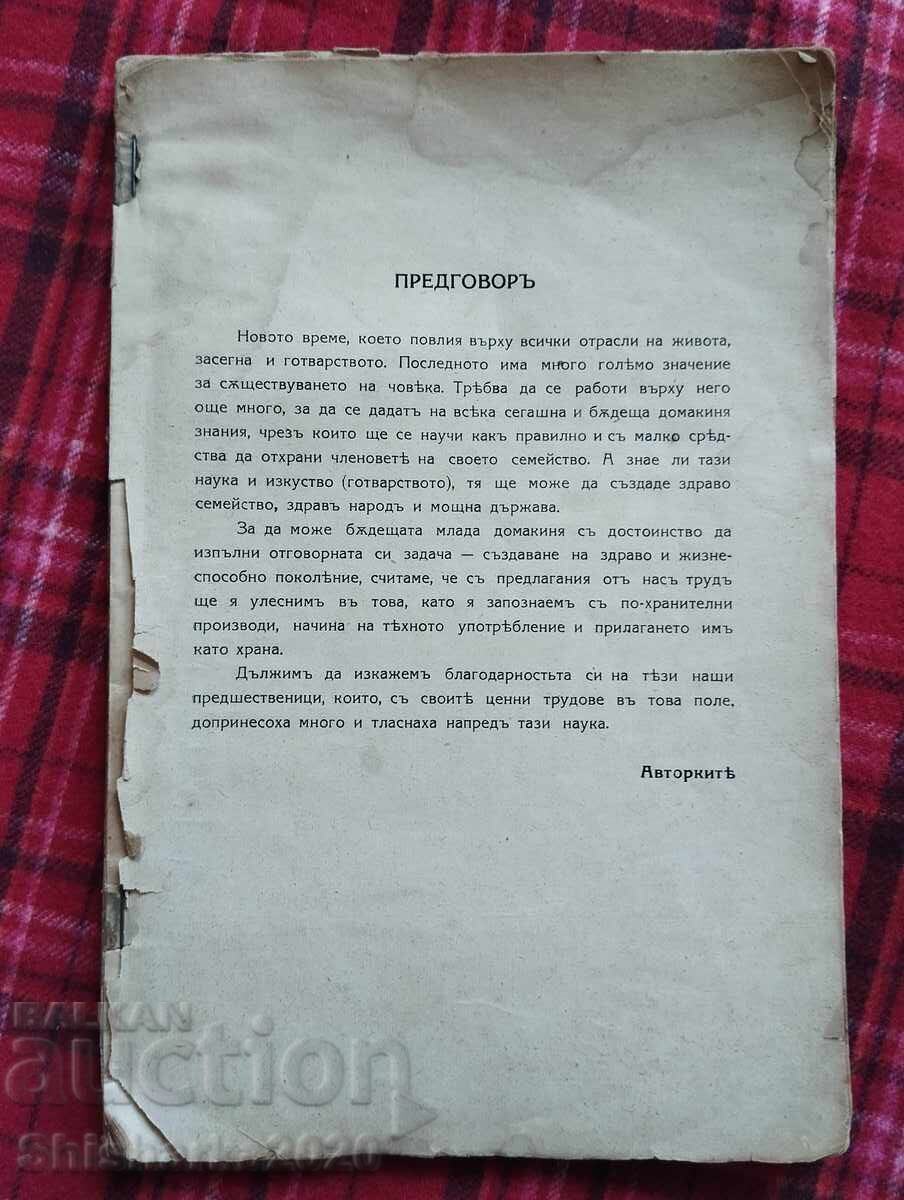 ПРЕДГОВОРЪ
Новото време, което повлия върху всички отрасли на живота,
засегна и готварството. Последното има много голѣмо значение
за сѫществуването на човѣка. Трѣбва да се работи върху него
още много, за да се дадатъ на всѣка сегашна и бѫдеща домакиня
знания, чрезъ които ще се научи какъ правилно и съ малко срѣд-
ства да отхрани членоветѣ на своето семейство. А знае ли тази
наука и изкуство (готварството), тя ще може да създаде здраво
семейство, здравъ народъ и мощна държава.
За да може бѫдещата млада домакиня съ достоинство да
изпълни отговорната си задача — създаване на здраво и жизне-
способно поколѣние, считаме, че съ предлагания отъ насъ трудъ
ще я улеснимъ въ това, като я запознаемъ съ по-хранителни
производи, начина на тѣхното употрѣбление и прилагането имъ
като храна.
Дължимъ да изкажемъ благодарностьта си на тѣзи наши
предшественици, които, съ своитѣ ценни трудове въ това поле,
допринесоха много и тласнаха напредъ тази наука.
Авторкитѣ
BALKAN
auction
Shishark_2020